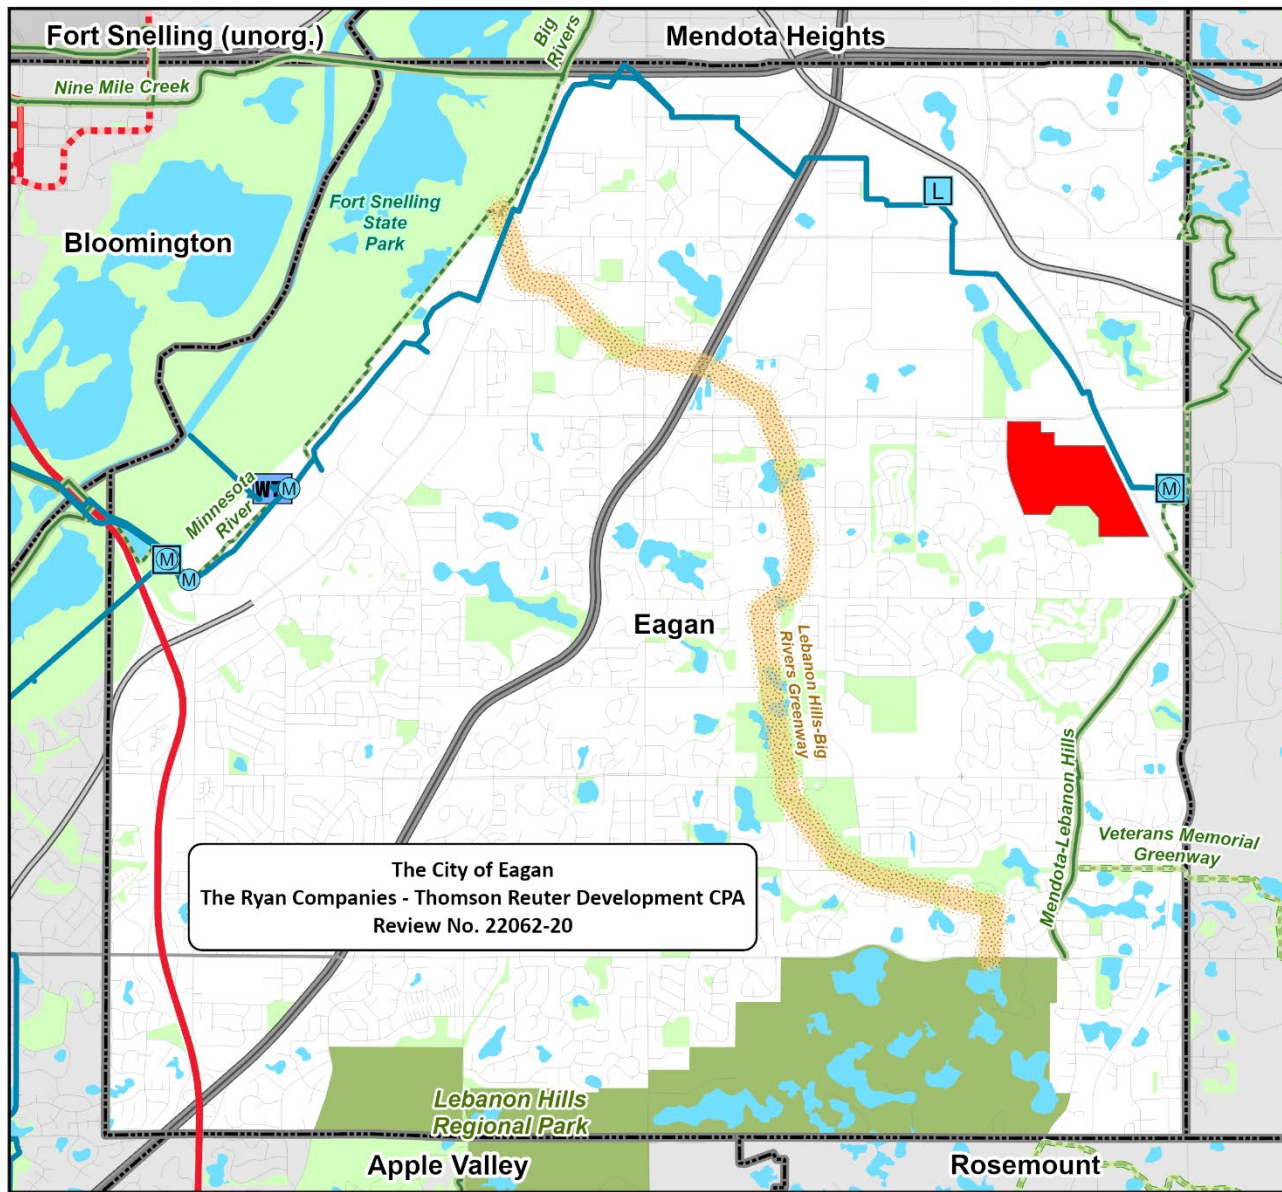 Fort Snelling (unorg.)
Big
Rivers
Mendota Heights
Nine Mile Creek
Fort Snelling
State
Park
L
Bloomington
Minnesota
River
M
M
M
M
Eagan
Lebanon Hills-Big
Rivers Greenway
Mendota-Lebanon Hills
Veterans Memorial
Greenway
The City of Eagan
The Ryan Companies - Thomson Reuter Development CPA
Review No. 22062-20
Lebanon Hills
Regional Park
Apple Valley
Rosemount